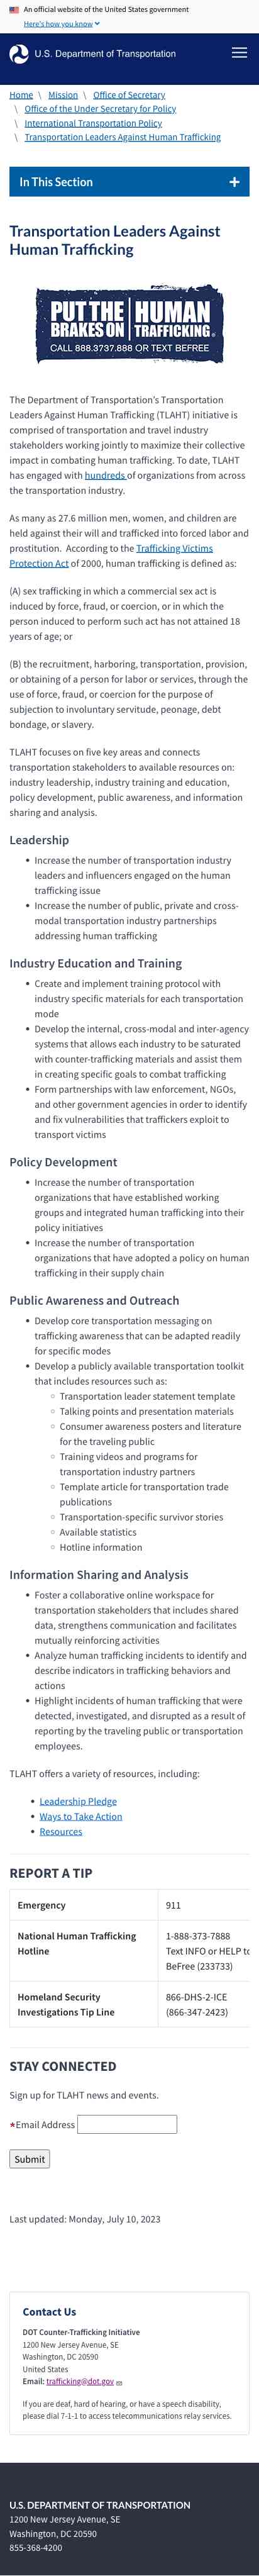 An official website of the United States government
Here's how you know
U.S. Department of Transportation
Home \ Mission \ Office of Secretary
\ Office of the Under Secretary for Policy
\ International Transportation Policy
\ Transportation Leaders Against Human Trafficking
In This Section +
Transportation Leaders Against
Human Trafficking
PUT THE BRAKES ON HUMAN TRAFFICKING®
CALL 888.3737.888 OR TEXT BEFREE
The Department of Transportation's Transportation
Leaders Against Human Trafficking (TLAHT) initiative is
comprised of transportation and travel industry
stakeholders working jointly to maximize their collective
impact in combating human trafficking. To date, TLAHT
has engaged with hundreds of organizations from across
the transportation industry.
As many as 27.6 million men, women, and children are
held against their will and trafficked into forced labor and
prostitution.  According to the Trafficking Victims
Protection Act of 2000, human trafficking is defined as:
(A) sex trafficking in which a commercial sex act is
induced by force, fraud, or coercion, or in which the
person induced to perform such act has not attained 18
years of age; or
(B) the recruitment, harboring, transportation, provision,
or obtaining of a person for labor or services, through the
use of force, fraud, or coercion for the purpose of
subjection to involuntary servitude, peonage, debt
bondage, or slavery.
TLAHT focuses on five key areas and connects
transportation stakeholders to available resources on:
industry leadership, industry training and education,
policy development, public awareness, and information
sharing and analysis.
Leadership
• Increase the number of transportation industry
leaders and influencers engaged on the human
trafficking issue
• Increase the number of public, private and cross-
modal transportation industry partnerships
addressing human trafficking
Industry Education and Training
• Create and implement training protocol with
industry specific materials for each transportation
mode
• Develop the internal, cross-modal and inter-agency
systems that allows each industry to be saturated
with counter-trafficking materials and assist them
in creating specific goals to combat trafficking
• Form partnerships with law enforcement, NGOs,
and other government agencies in order to identify
and fix vulnerabilities that traffickers exploit to
transport victims
Policy Development
• Increase the number of transportation
organizations that have established working
groups and integrated human trafficking into their
policy initiatives
• Increase the number of transportation
organizations that have adopted a policy on human
trafficking in their supply chain
Public Awareness and Outreach
• Develop core transportation messaging on
trafficking awareness that can be adapted readily
for specific modes
• Develop a publicly available transportation toolkit
that includes resources such as:
◦ Transportation leader statement template
◦ Talking points and presentation materials
◦ Consumer awareness posters and literature
for the traveling public
◦ Training videos and programs for
transportation industry partners
◦ Template article for transportation trade
publications
◦ Transportation-specific survivor stories
◦ Available statistics
◦ Hotline information
Information Sharing and Analysis
• Foster a collaborative online workspace for
transportation stakeholders that includes shared
data, strengthens communication and facilitates
mutually reinforcing activities
• Analyze human trafficking incidents to identify and
describe indicators in trafficking behaviors and
actions
• Highlight incidents of human trafficking that were
detected, investigated, and disrupted as a result of
reporting by the traveling public or transportation
employees.
TLAHT offers a variety of resources, including:
• Leadership Pledge
• Ways to Take Action
• Resources
REPORT A TIP
Emergency 911
National Human Trafficking 1-888-373-7888
Hotline Text INFO or HELP to
BeFree (233733)
Homeland Security 866-DHS-2-ICE
Investigations Tip Line (866-347-2423)
STAY CONNECTED
Sign up for TLAHT news and events.
*Email Address
Submit
Last updated: Monday, July 10, 2023
Contact Us
DOT Counter-Trafficking Initiative
1200 New Jersey Avenue, SE
Washington, DC 20590
United States
Email: trafficking@dot.gov
If you are deaf, hard of hearing, or have a speech disability,
please dial 7-1-1 to access telecommunications relay services.
U.S. DEPARTMENT OF TRANSPORTATION
1200 New Jersey Avenue, SE
Washington, DC 20590
855-368-4200